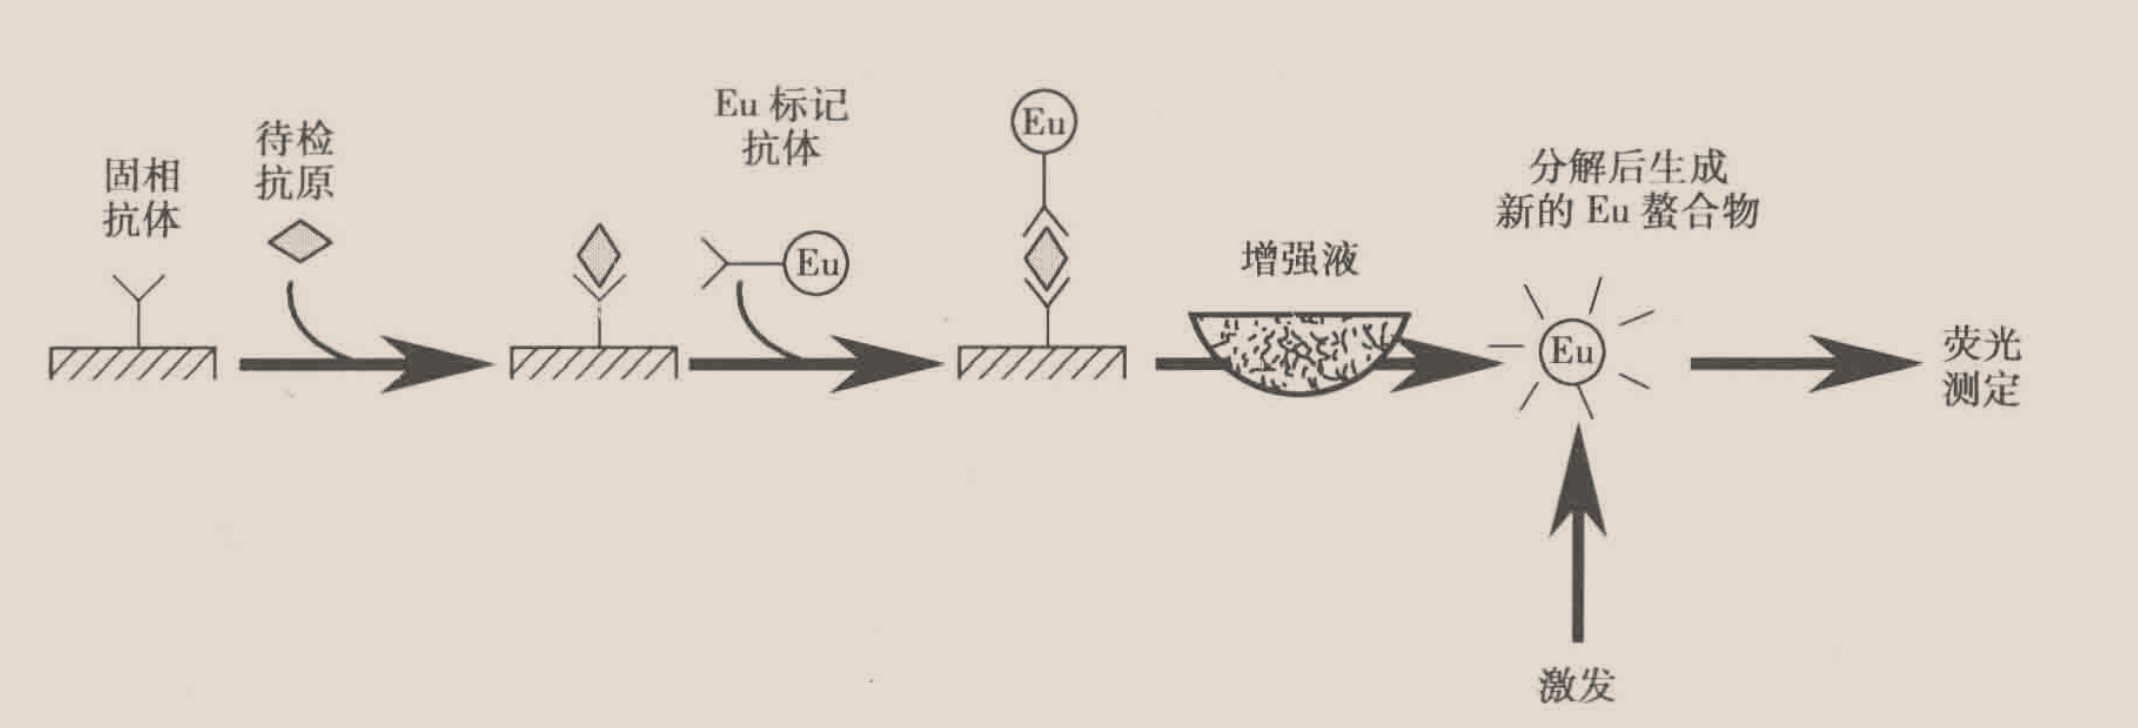 固相
抗体
待检
抗原
Eu 标记
抗体
Eu
Eu
增强液
分解后生成
新的 Eu 螯合物
Eu
激发
荧光
测定